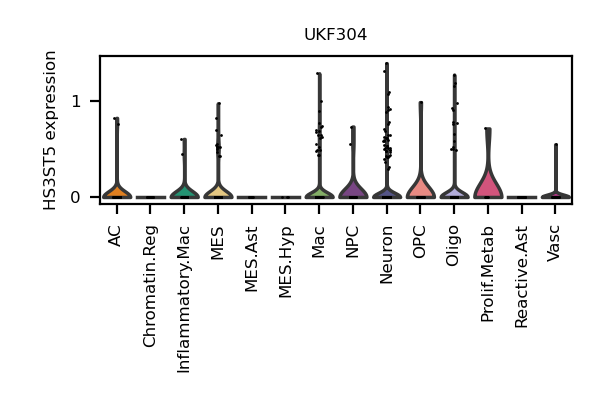 UKF304
HS3ST5 expression
1
0
AC
Chromatin.Reg
Inflammatory.Mac
MES
MES.Ast
MES.Hyp
Mac
NPC
Neuron
OPC
Oligo
Prolif.Metab
Reactive.Ast
Vasc